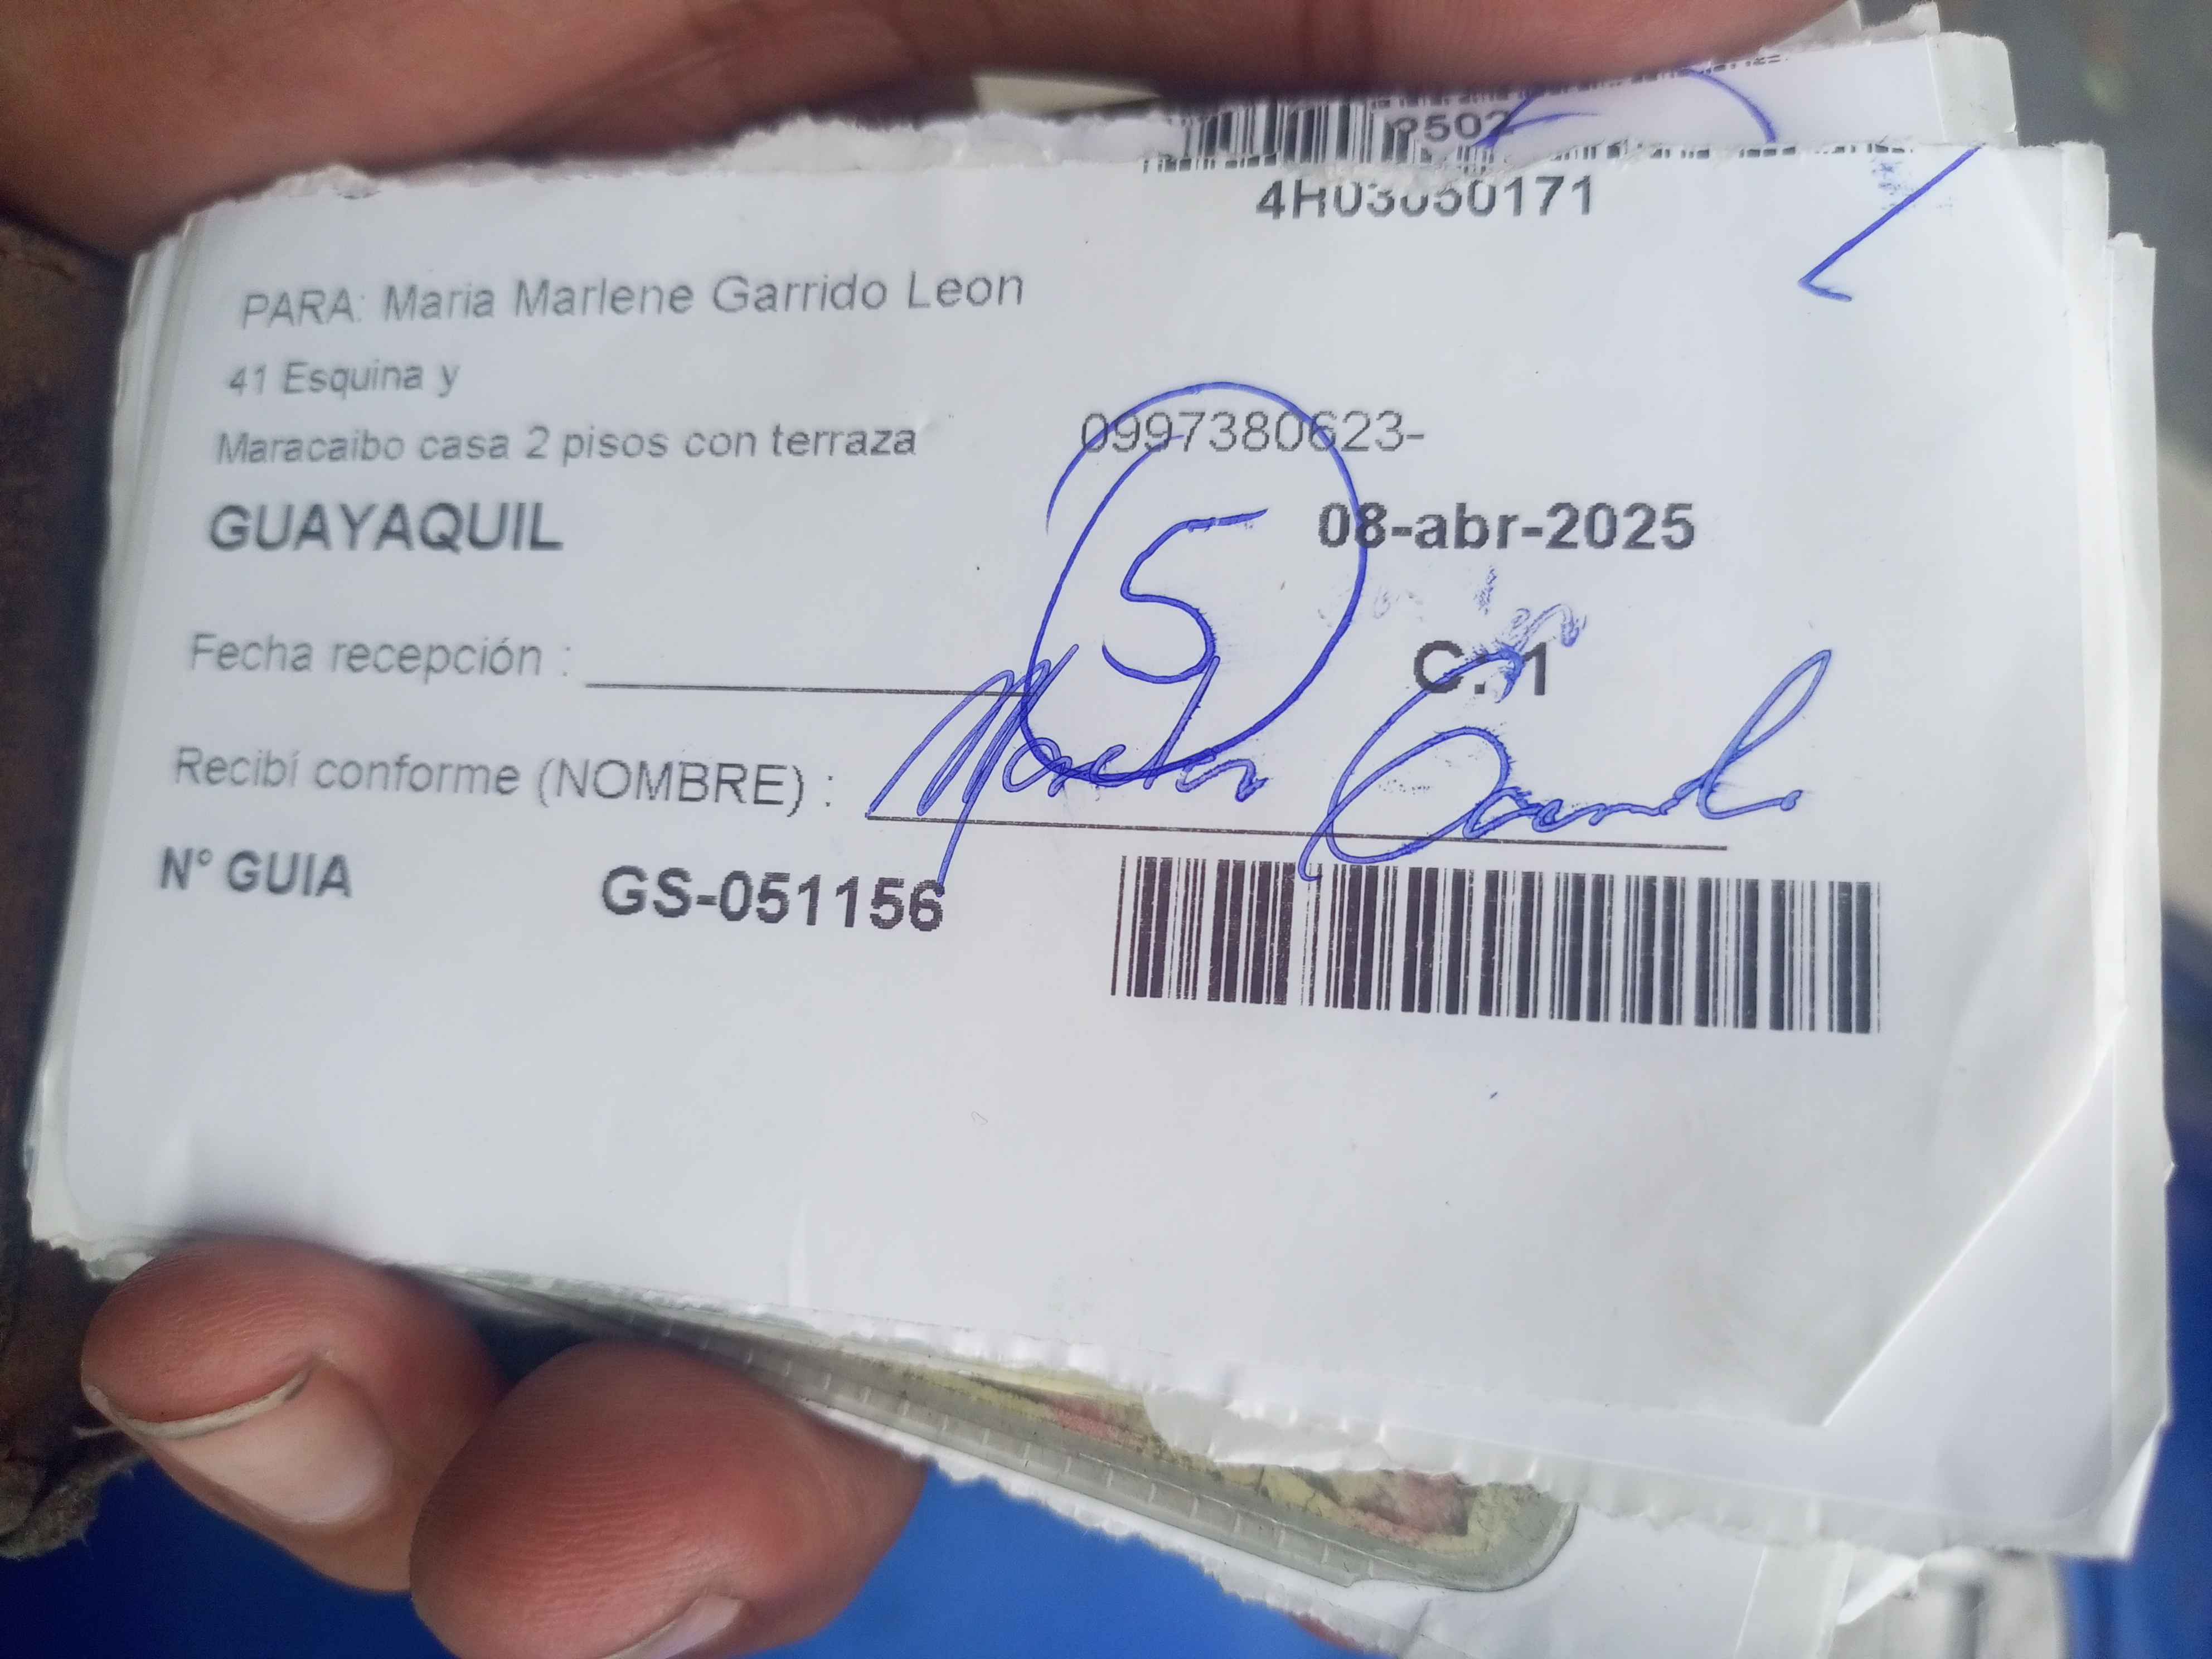 PARA: Maria Marlene Garrido Leon
41 Esquina y
Maracaibo casa 2 pisos con terraza
0997380623-
GUAYAQUIL
08-abr-2025
5
Fecha recepción :
C: 1
Recibí conforme (NOMBRE) :
N° GUIA
GS-051156